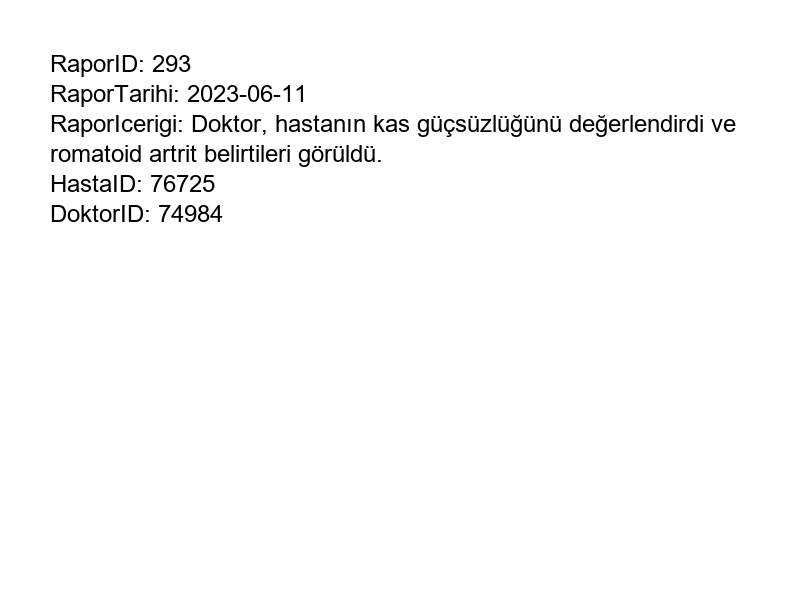 RaporID: 293
RaporTarihi: 2023-06-11
RaporIcerigi: Doktor, hastanın kas güçsüzlüğünü değerlendirdi ve
romatoid artrit belirtileri görüldü.
HastaID: 76725
DoktorID: 74984